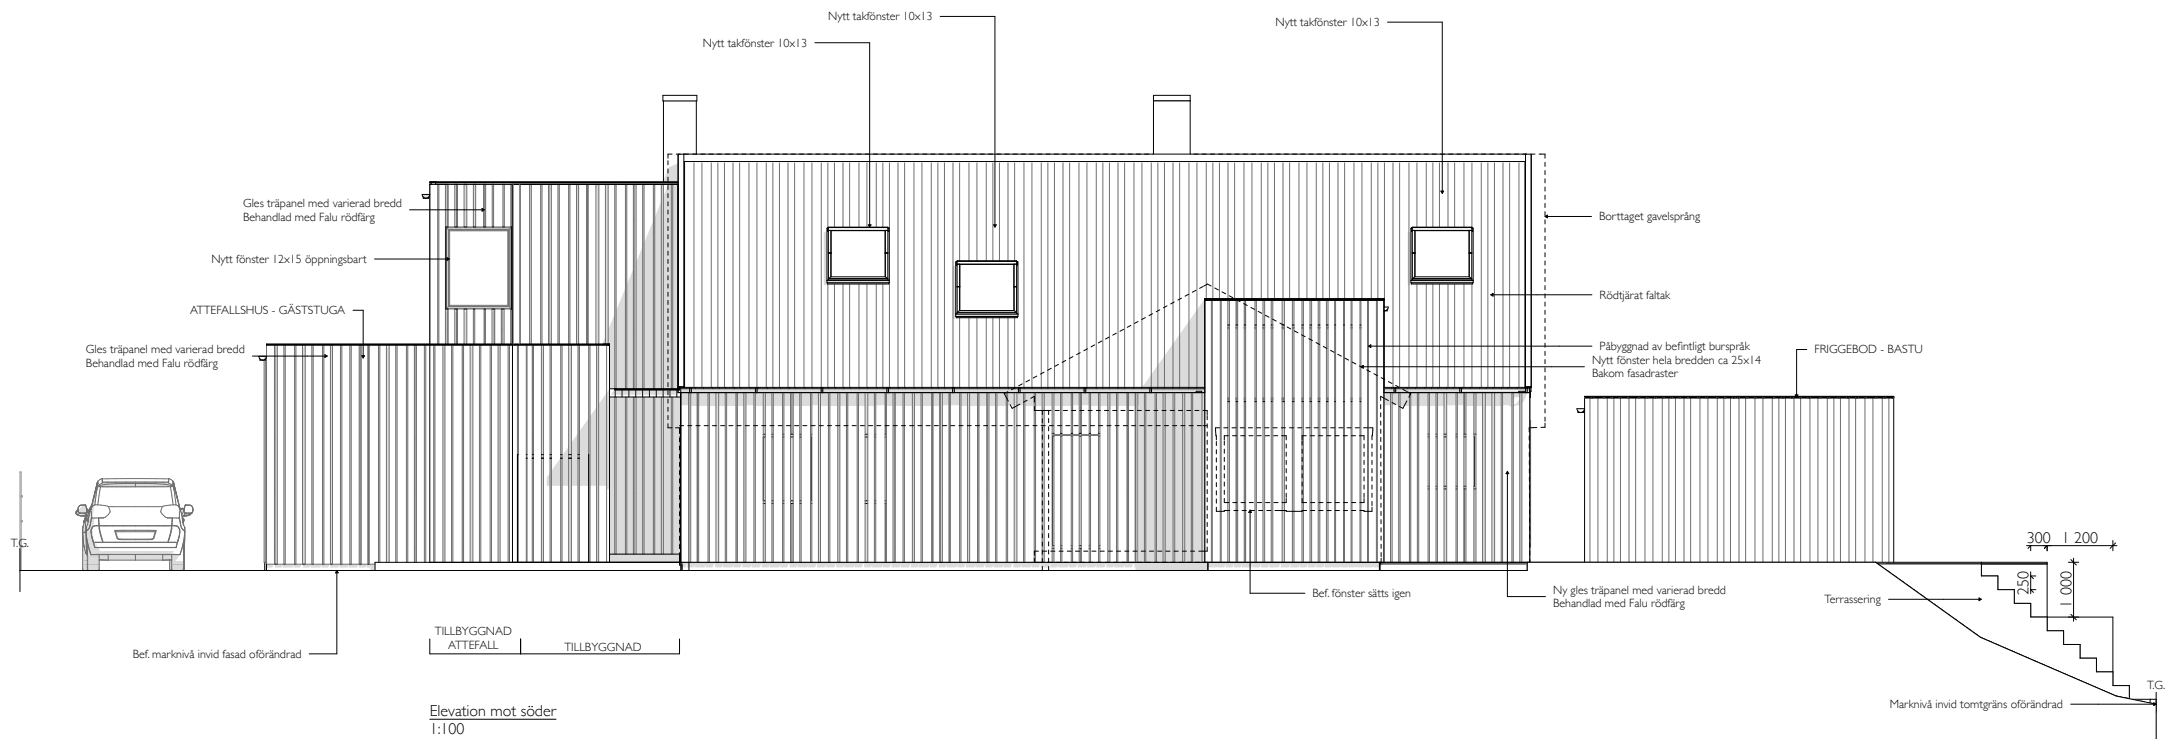 Nytt takfönster 10x13
Nytt takfönster 10x13
Nytt takfönster 10x13
Gles träpanel med varierad bredd
Behandlad med Falu rödfärg
Nytt fönster 12x15 öppningsbart
ATTEFALLSHUS - GÄSTSTUGA
Gles träpanel med varierad bredd
Behandlad med Falu rödfärg
Borttaget gavelsprång
Rödtjärat faltak
Påbyggnad av befintligt burspråk
Nytt fönster hela bredden ca 25x14
Bakom fasadraster
FRIGGEBOD - BASTU
T.G.
300 1 200
250
1 000
Bef. fönster sätts igen
Ny gles träpanel med varierad bredd
Behandlad med Falu rödfärg
Terrassering
TILLBYGGNAD
ATTEFALL
TILLBYGGNAD
Bef. marknivå invid fasad oförändrad
T.G.
Marknivå invid tomtgräns oförändrad
Elevation mot söder
1:100